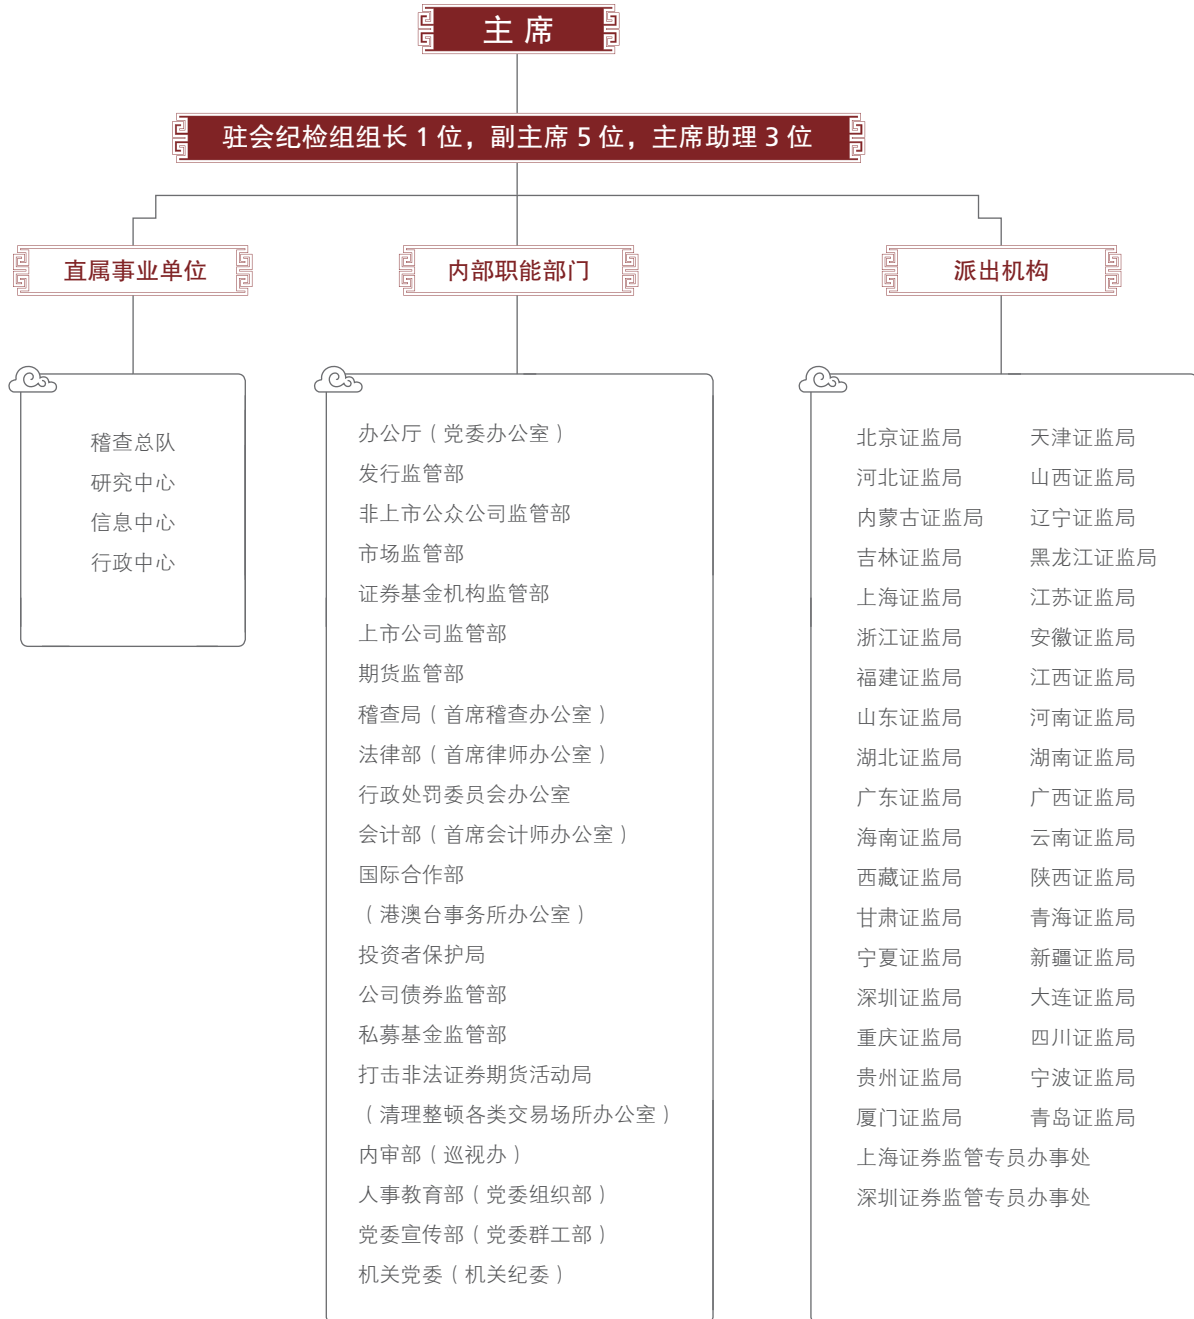 主席
驻会纪检组组长 1 位，副主席 5 位，主席助理 3 位
直属事业单位
稽查总队
研究中心
信息中心
行政中心
内部职能部门
办公厅（党委办公室）
发行监管部
非上市公众公司监管部
市场监管部
证券基金机构监管部
上市公司监管部
期货监管部
稽查局（首席稽查办公室）
法律部（首席律师办公室）
行政处罚委员会办公室
会计部（首席会计师办公室）
国际合作部
（港澳台事务所办公室）
投资者保护局
公司债券监管部
私募基金监管部
打击非法证券期货活动局
（清理整顿各类交易场所办公室）
内审部（巡视办）
人事教育部（党委组织部）
党委宣传部（党委群工部）
机关党委（机关纪委）
派出机构
北京证监局 天津证监局
河北证监局 山西证监局
内蒙古证监局 辽宁证监局
吉林证监局 黑龙江证监局
上海证监局 江苏证监局
浙江证监局 安徽证监局
福建证监局 江西证监局
山东证监局 河南证监局
湖北证监局 湖南证监局
广东证监局 广西证监局
海南证监局 云南证监局
西藏证监局 陕西证监局
甘肃证监局 青海证监局
宁夏证监局 新疆证监局
深圳证监局 大连证监局
重庆证监局 四川证监局
贵州证监局 宁波证监局
厦门证监局 青岛证监局
上海证券监管专员办事处
深圳证券监管专员办事处